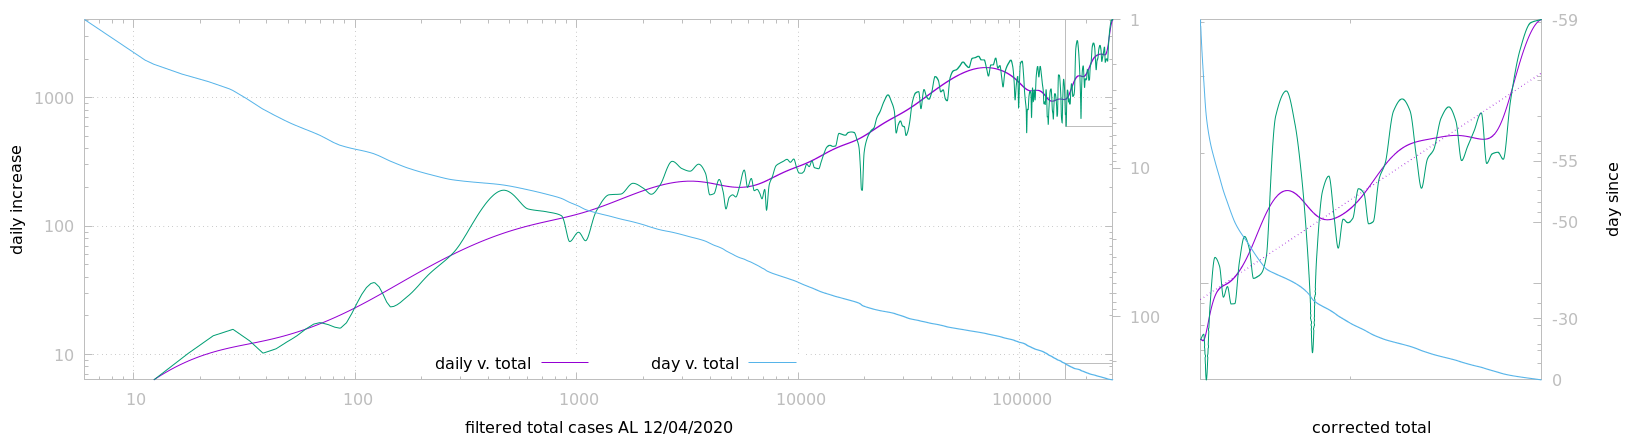 daily increase
1000
100
10
10
100
1000
10000
100000
1
10
100
daily v. total
day v. total
filtered total cases AL 12/04/2020
-59
-55
-50
-30
0
day since
corrected total